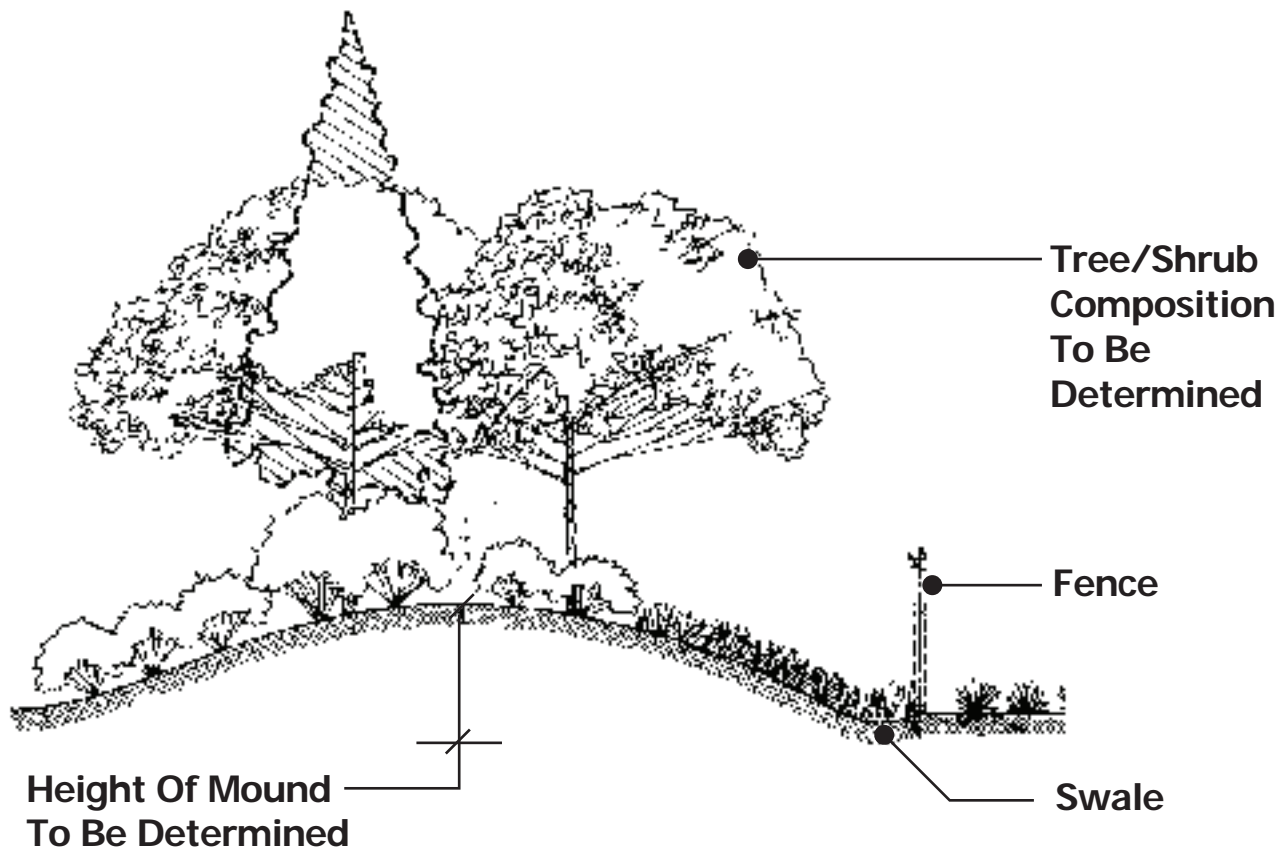 Tree/Shrub
Composition
To Be
Determined
Fence
Swale
Height Of Mound
To Be Determined